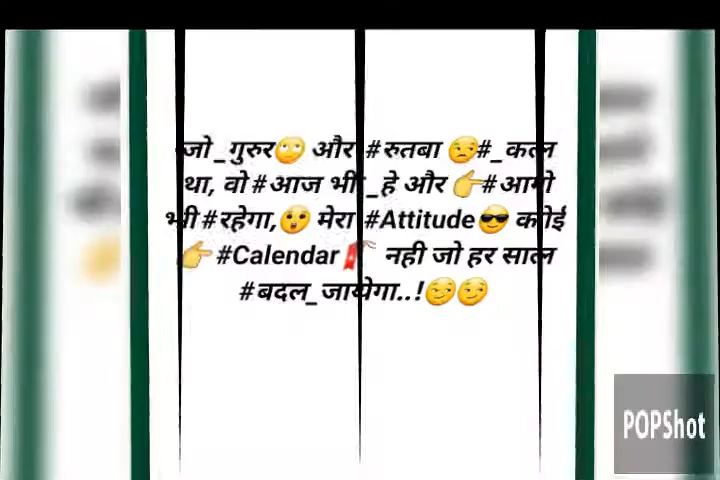 जो_गुरुर🙄 और #रुतबा 😒#_कल
था, वो #आज भी_हे और 👉#आगे
भी #रहेगा,😯 मेरा #Attitude😎 कोई
👉#Calendar🧧 नही जो हर साल
#बदल_जायेगा..!😏😏
POPShot